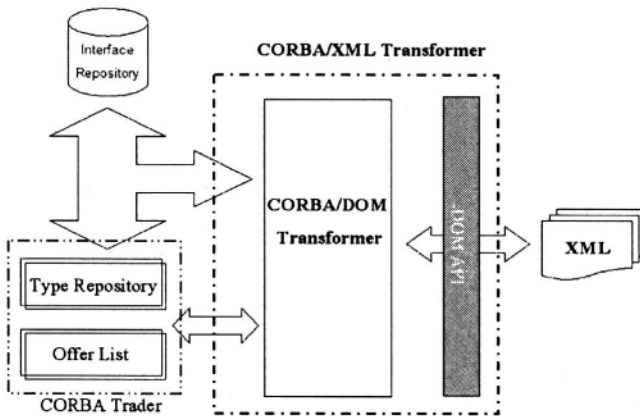 Interface
Repository
CORBA/XML Transformer
CORBA/DOM
Transformer
DOM API
XML
Type Repository
Offer List
CORBA Trader